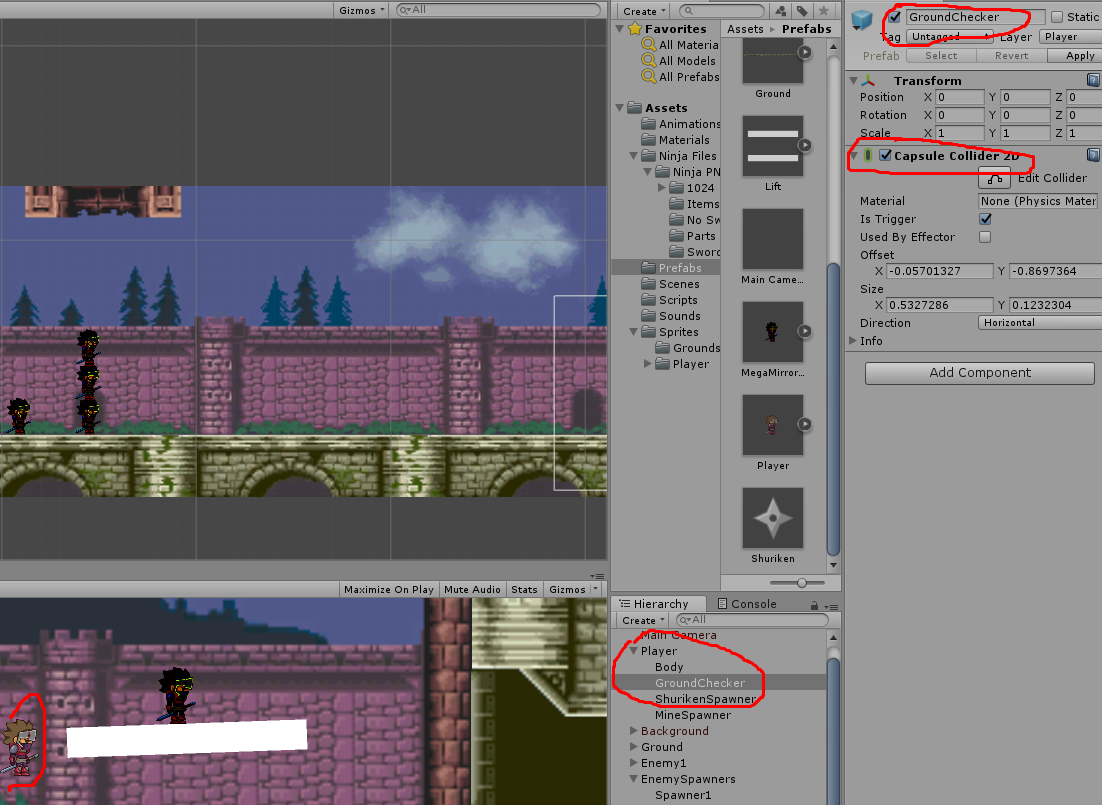 Gizmos
All
Maximize On Play Mute Audio Stats Gizmos
Create
Favorites
All Materia
All Models
All Prefabs
Assets
Animations
Materials
Ninja Files
Ninja PN
1024
Items
No Sw
Parts
Sword
Prefabs
Scenes
Scripts
Sounds
Sprites
Grounds
Player
Assets Prefabs
Ground
Lift
Main Came...
MegaMirror...
Player
Shuriken
Hierarchy Console
Create All
Main Camera
Player
Body
GroundChecker
ShurikenSpawner
MineSpawner
Background
Ground
Enemy1
EnemySpawners
Spawner1
GroundChecker Static
Tag Untagged Layer Player
Prefab Select Revert Apply
Transform
Position X 0 Y 0 Z 0
Rotation X 0 Y 0 Z 0
Scale X 1 Y 1 Z 1
Capsule Collider 2D
Edit Collider
Material None (Physics Mater
Is Trigger
Used By Effector
Offset
X -0.05701327 Y -0.8697364
Size
X 0.5327286 Y 0.1232304
Direction Horizontal
Info
Add Component